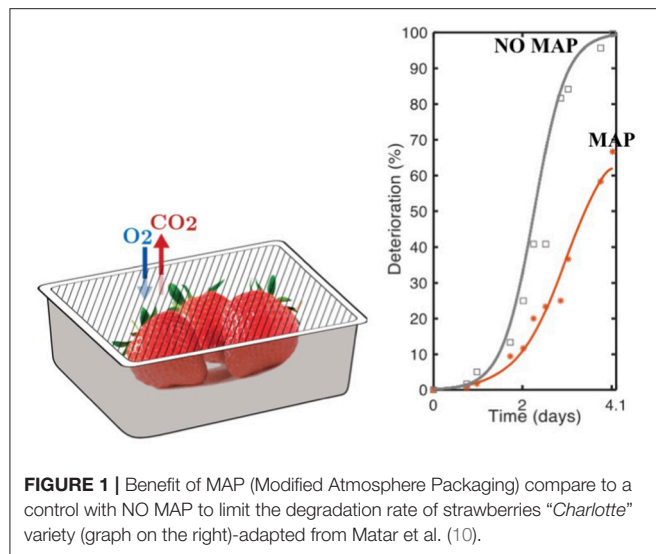 O2
CO2
NO MAP
MAP
Deterioration (%)
100
90
80
70
60
50
40
30
20
10
0
0
2
4.1
Time (days)
FIGURE 1 | Benefit of MAP (Modified Atmosphere Packaging) compare to a
control with NO MAP to limit the degradation rate of strawberries “Charlotte”
variety (graph on the right)-adapted from Matar et al. (10).